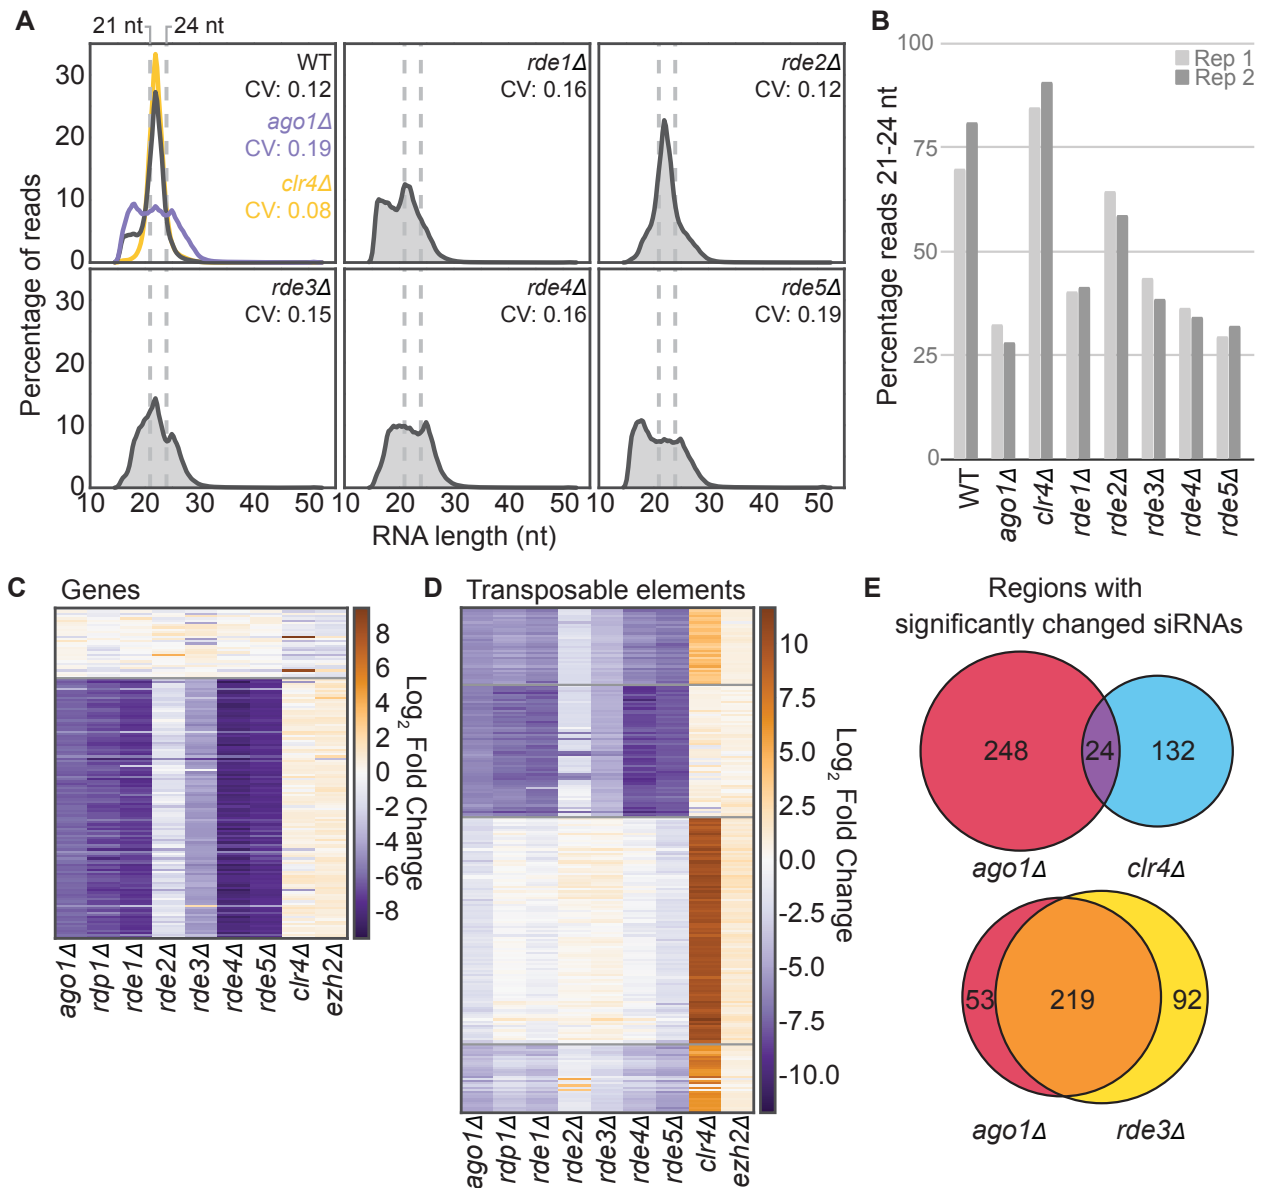 A
21 nt
24 nt
Percentage of reads
30
20
10
0
WT
CV: 0.12
ago1Δ
CV: 0.19
clr4Δ
CV: 0.08
rde1Δ
CV: 0.16
rde2Δ
CV: 0.12
30
20
10
0
rde3Δ
CV: 0.15
rde4Δ
CV: 0.16
rde5Δ
CV: 0.19
10 20 30 40 50
10 20 30 40 50
10 20 30 40 50
RNA length (nt)
B
Percentage reads 21-24 nt
100
75
50
25
0
Rep 1
Rep 2
WT
ago1Δ
clr4Δ
rde1Δ
rde2Δ
rde3Δ
rde4Δ
rde5Δ
C
Genes
8
6
4
2
0
-2
-4
-6
-8
Log2 Fold Change
ago1Δ
rdp1Δ
rde1Δ
rde2Δ
rde3Δ
rde4Δ
rde5Δ
clr4Δ
ezh2Δ
D
Transposable elements
10
7.5
5.0
2.5
0.0
-2.5
-5.0
-7.5
-10.0
Log2 Fold Change
ago1Δ
rdp1Δ
rde1Δ
rde2Δ
rde3Δ
rde4Δ
rde5Δ
clr4Δ
ezh2Δ
E
Regions with
significantly changed siRNAs
248
24
132
ago1Δ
clr4Δ
53
219
92
ago1Δ
rde3Δ